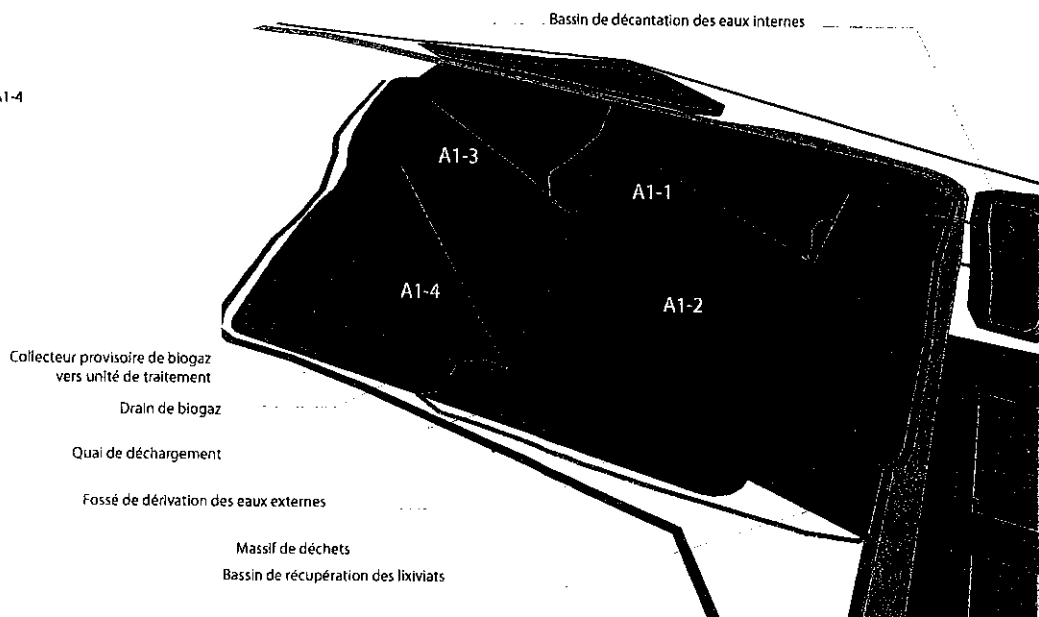 Bassin de décantation des eaux internes
A1-4
A1-3
A1-1
A1-4
A1-2
Collecteur provisoire de biogaz
vers unité de traitement
Drain de biogaz
Quai de déchargement
Fossé de dérivation des eaux externes
Massif de déchets
Bassin de récupération des lixiviats